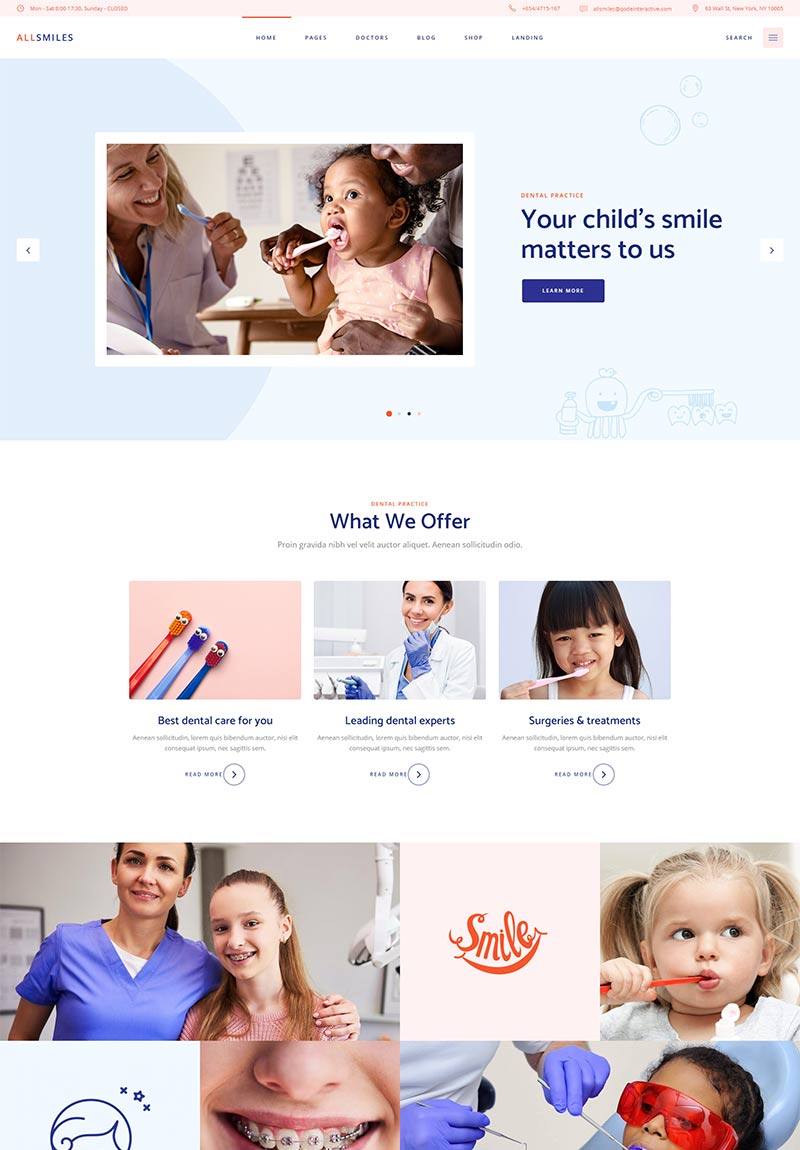 Mon - Sat 8:00-17:30, Sunday - CLOSED
+654/4715-167
allsmiles@qodeinteractive.com
63 Wall St, New York, NY 10005
ALLSMILES
HOME
PAGES
DOCTORS
BLOG
SHOP
LANDING
SEARCH
DENTAL PRACTICE
Your child's smile
matters to us
LEARN MORE
DENTAL PRACTICE
What We Offer
Proin gravida nibh vel velit auctor aliquet. Aenean sollicitudin odio.
Best dental care for you
Aenean sollicitudin, lorem quis bibendum auctor, nisi elit
consequat ipsum, nec sagittis sem.
READ MORE
Leading dental experts
Aenean sollicitudin, lorem quis bibendum auctor, nisi elit
consequat ipsum, nec sagittis sem.
READ MORE
Surgeries & treatments
Aenean sollicitudin, lorem quis bibendum auctor, nisi elit
consequat ipsum, nec sagittis sem.
READ MORE
Smile